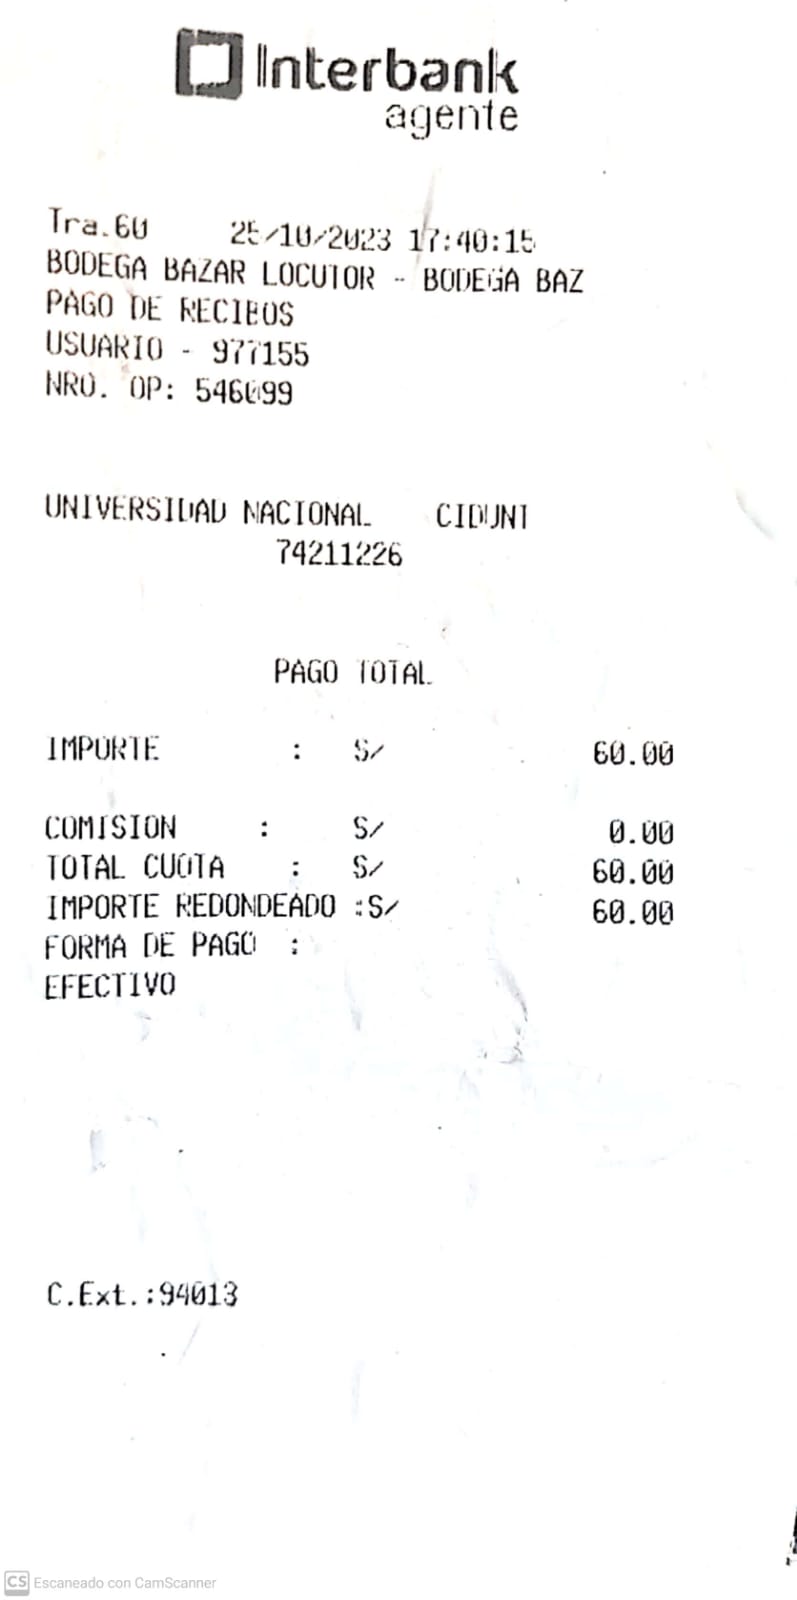 Interbank
agente
Tra.60 25/10/2023 17:40:15
BODEGA BAZAR LOCUTOR - BODEGA BAZ
PAGO DE RECIBOS
USUARIO - 977155
NRO. OP: 546099
UNIVERSIDAD NACIONAL CIDUNI
74211226
PAGO TOTAL
IMPORTE : S/ 60.00
COMISION : S/ 0.00
TOTAL CUOTA : S/ 60.00
IMPORTE REDONDEADO :S/ 60.00
FORMA DE PAGO :
EFECTIVO
C.Ext.:94013
CS Escaneado con CamScanner